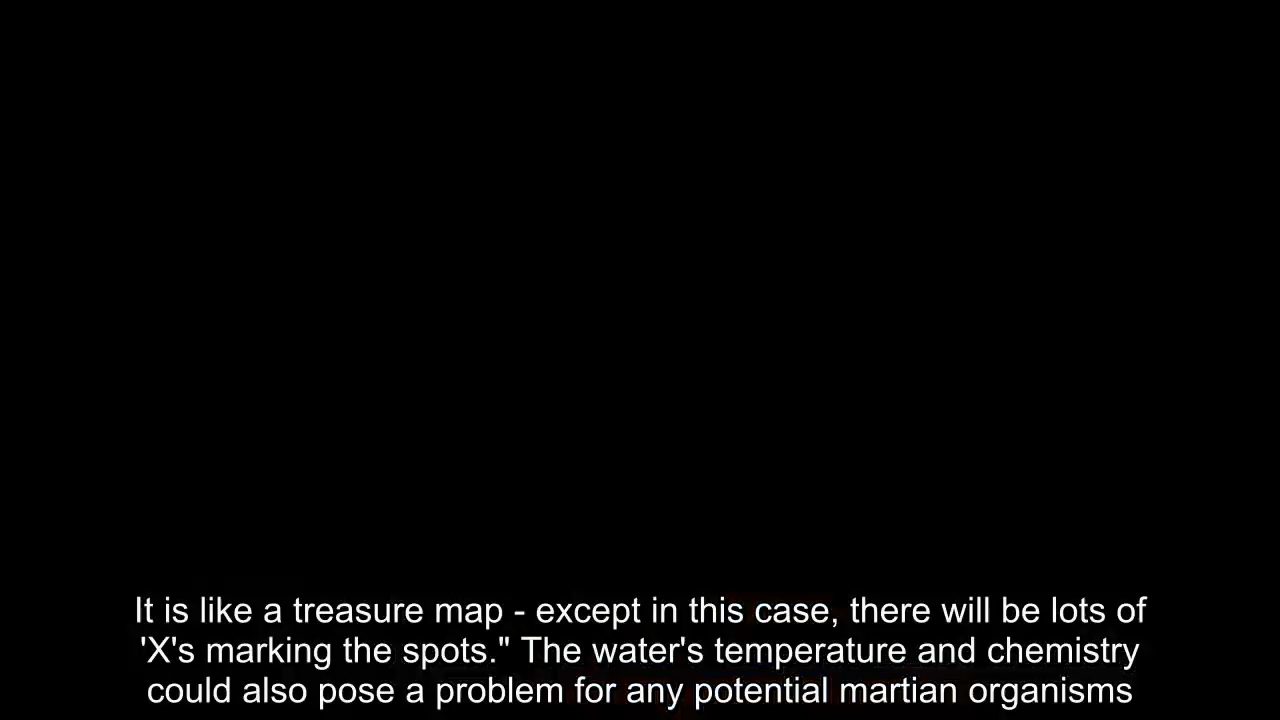 It is like a treasure map - except in this case, there will be lots of
'X's marking the spots." The water's temperature and chemistry
could also pose a problem for any potential martian organisms